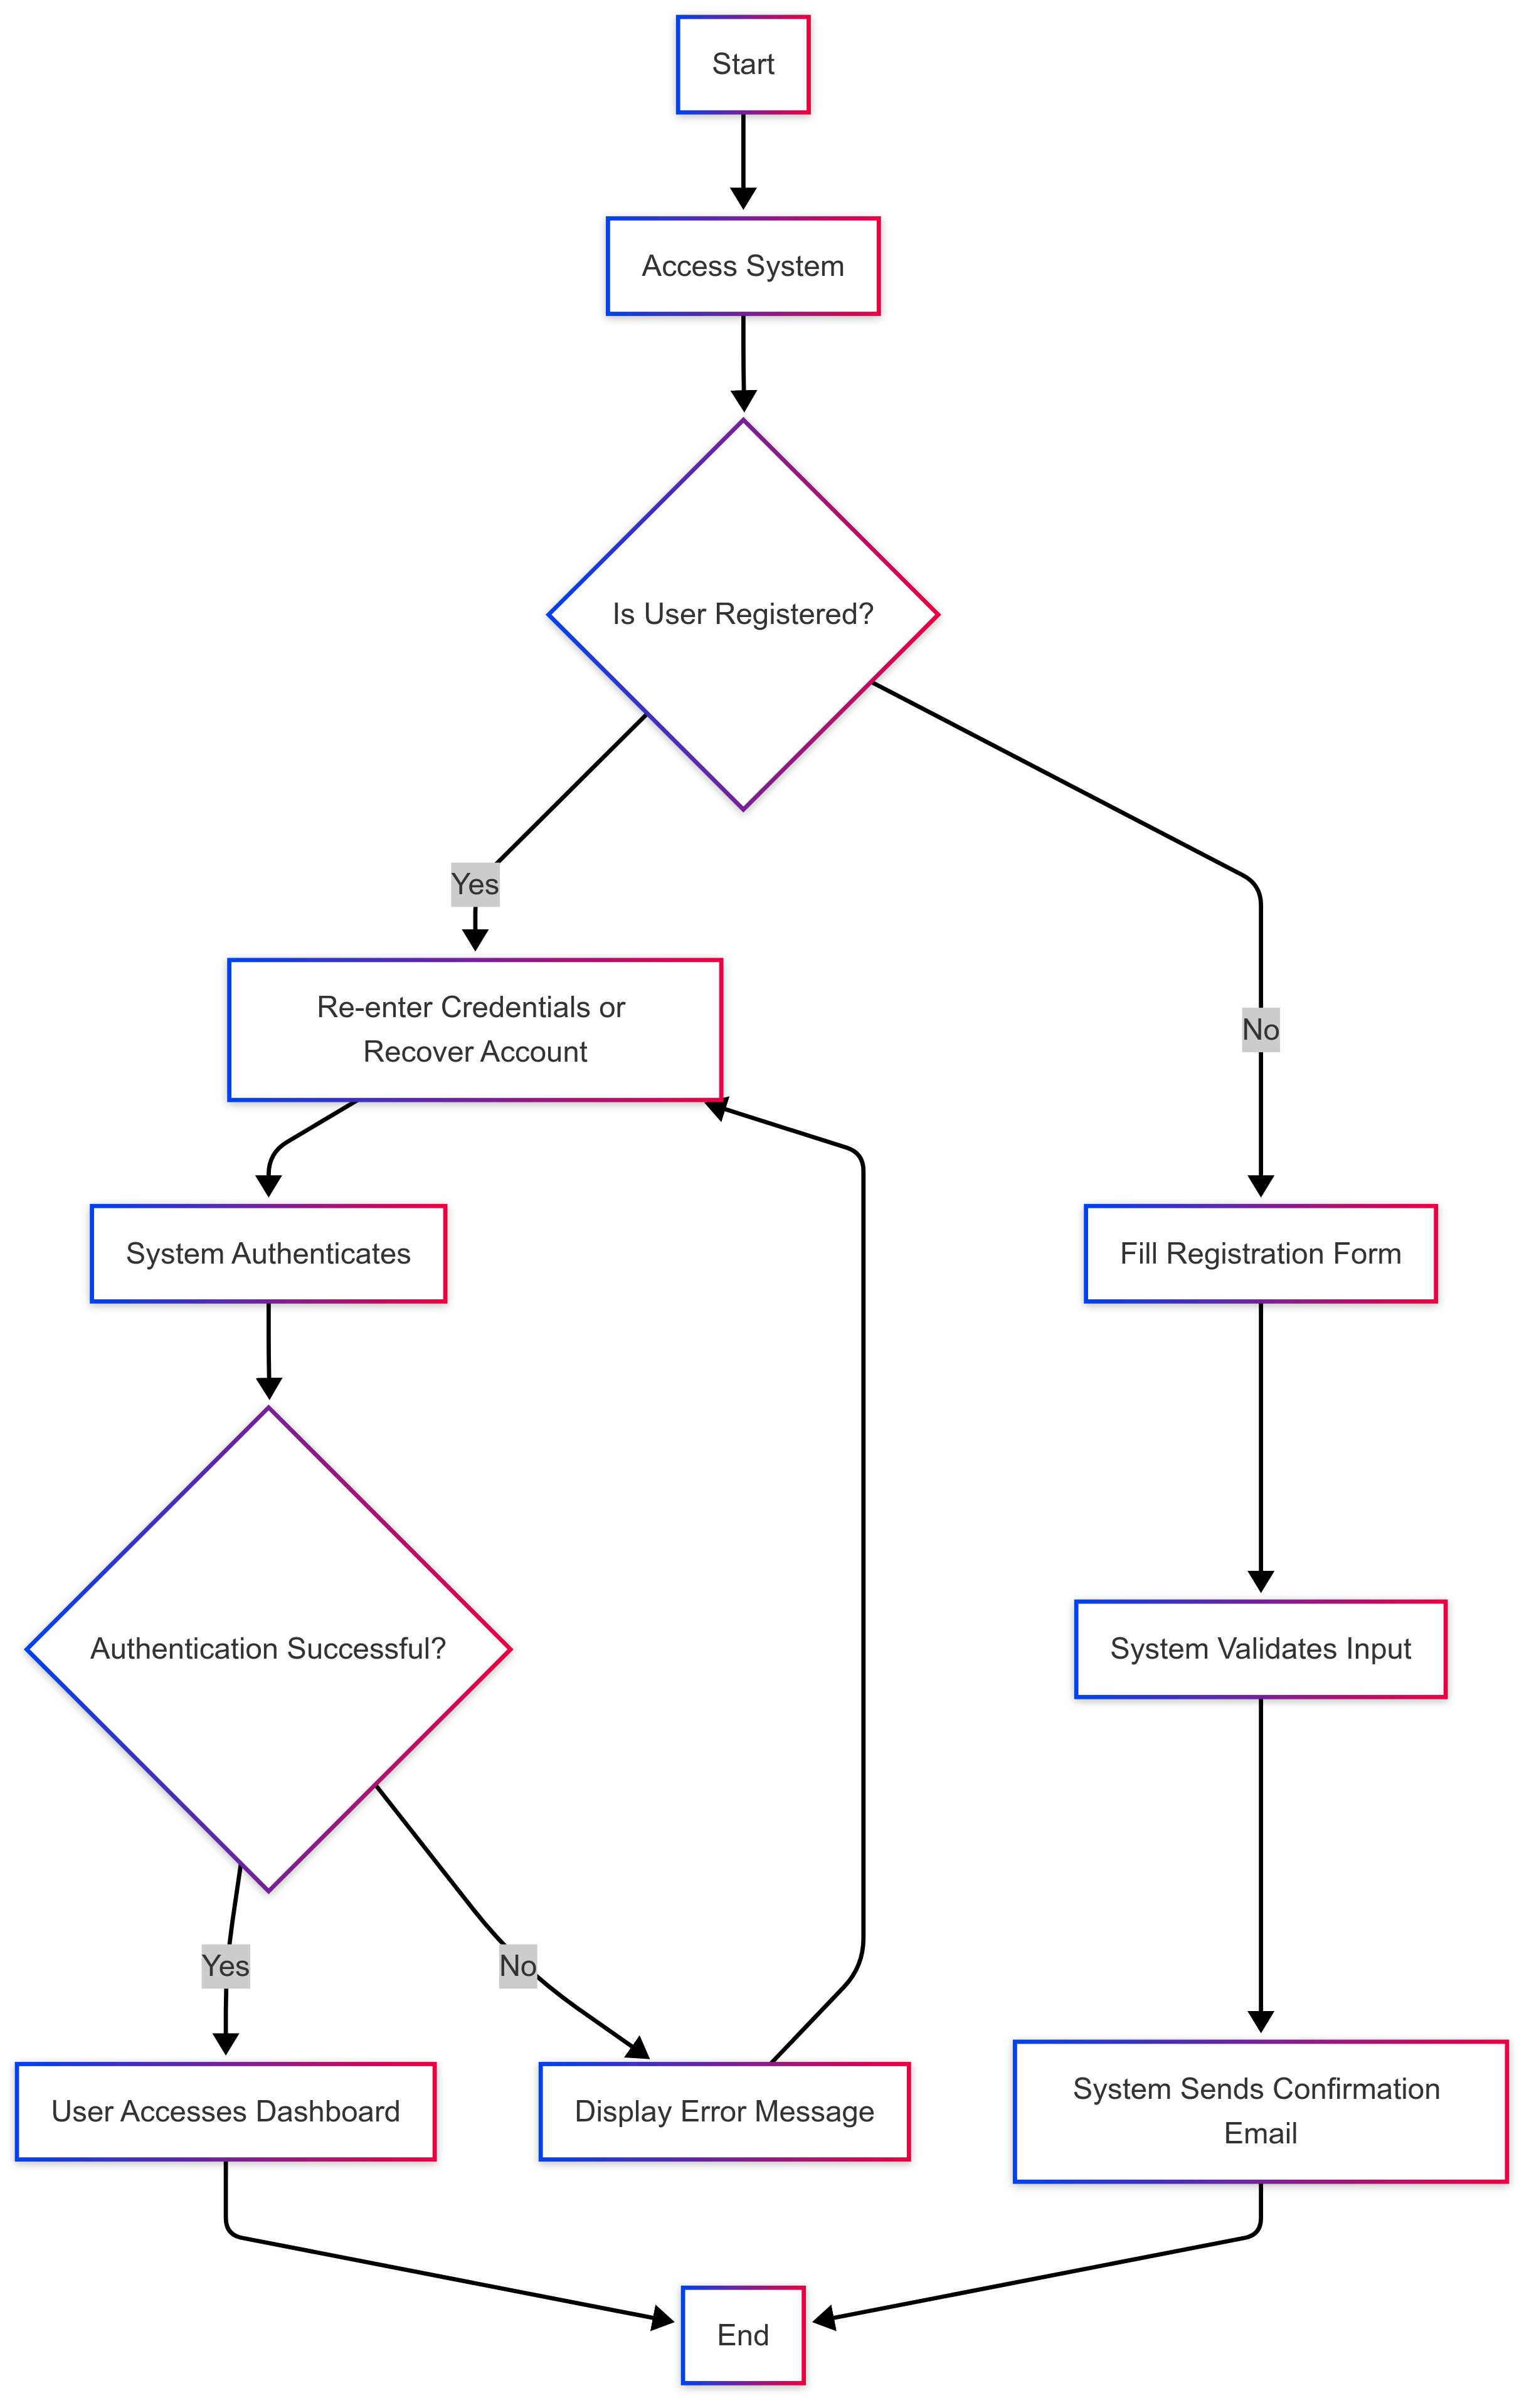 Start
Access System
Is User Registered?
Yes
Re-enter Credentials or
Recover Account
No
System Authenticates
Fill Registration Form
Authentication Successful?
System Validates Input
Yes
No
User Accesses Dashboard
Display Error Message
System Sends Confirmation
Email
End